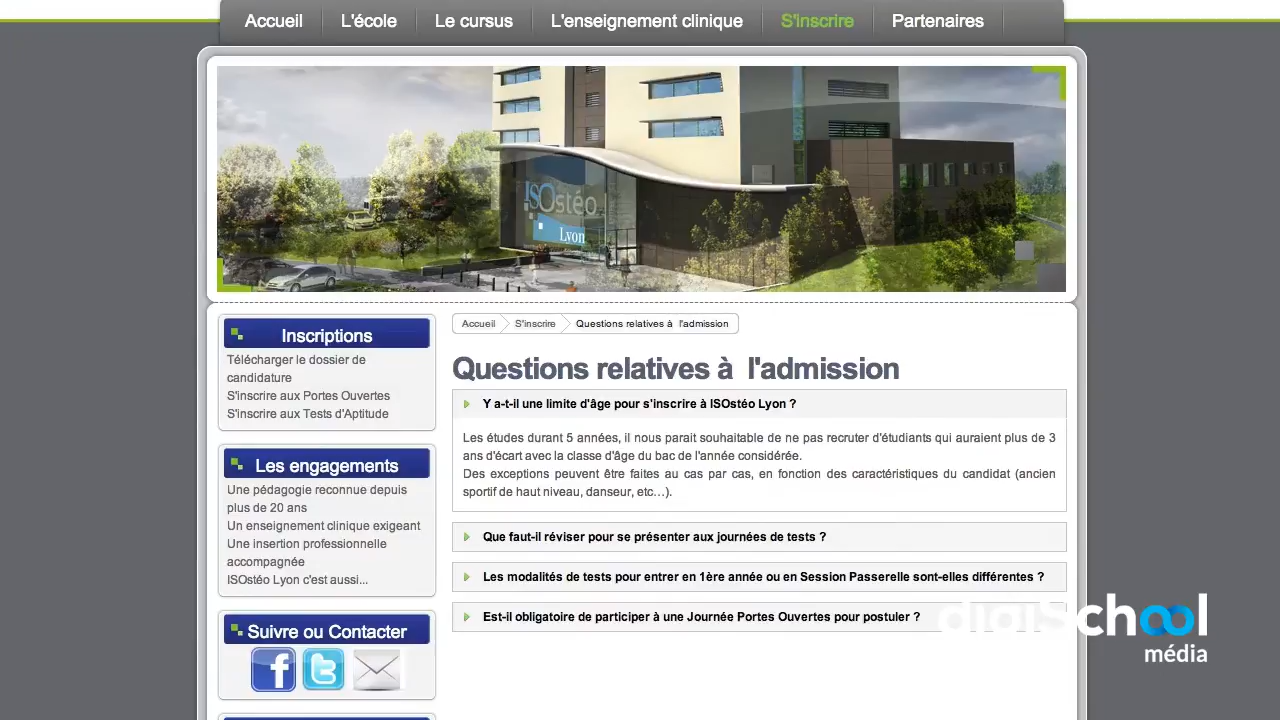 Accueil
L'école
Le cursus
L'enseignement clinique
S'inscrire
Partenaires
ISOstéo
Lyon
Inscriptions
Télécharger le dossier de
candidature
S'inscrire aux Portes Ouvertes
S'inscrire aux Tests d'Aptitude
Les engagements
Une pédagogie reconnue depuis
plus de 20 ans
Un enseignement clinique exigeant
Une insertion professionnelle
accompagnée
ISOstéo Lyon c'est aussi...
Suivre ou Contacter
Accueil
S'inscrire
Questions relatives à l'admission
Questions relatives à l'admission
Y a-t-il une limite d'âge pour s'inscrire à ISOstéo Lyon ?
Les études durant 5 années, il nous parait souhaitable de ne pas recruter d'étudiants qui auraient plus de 3
ans d'écart avec la classe d'âge du bac de l'année considérée.
Des exceptions peuvent être faites au cas par cas, en fonction des caractéristiques du candidat (ancien
sportif de haut niveau, danseur, etc...).
Que faut-il réviser pour se présenter aux journées de tests ?
Les modalités de tests pour entrer en 1ère année ou en Session Passerelle sont-elles différentes ?
Est-il obligatoire de participer à une Journée Portes Ouvertes pour postuler ?
digiSchool
média